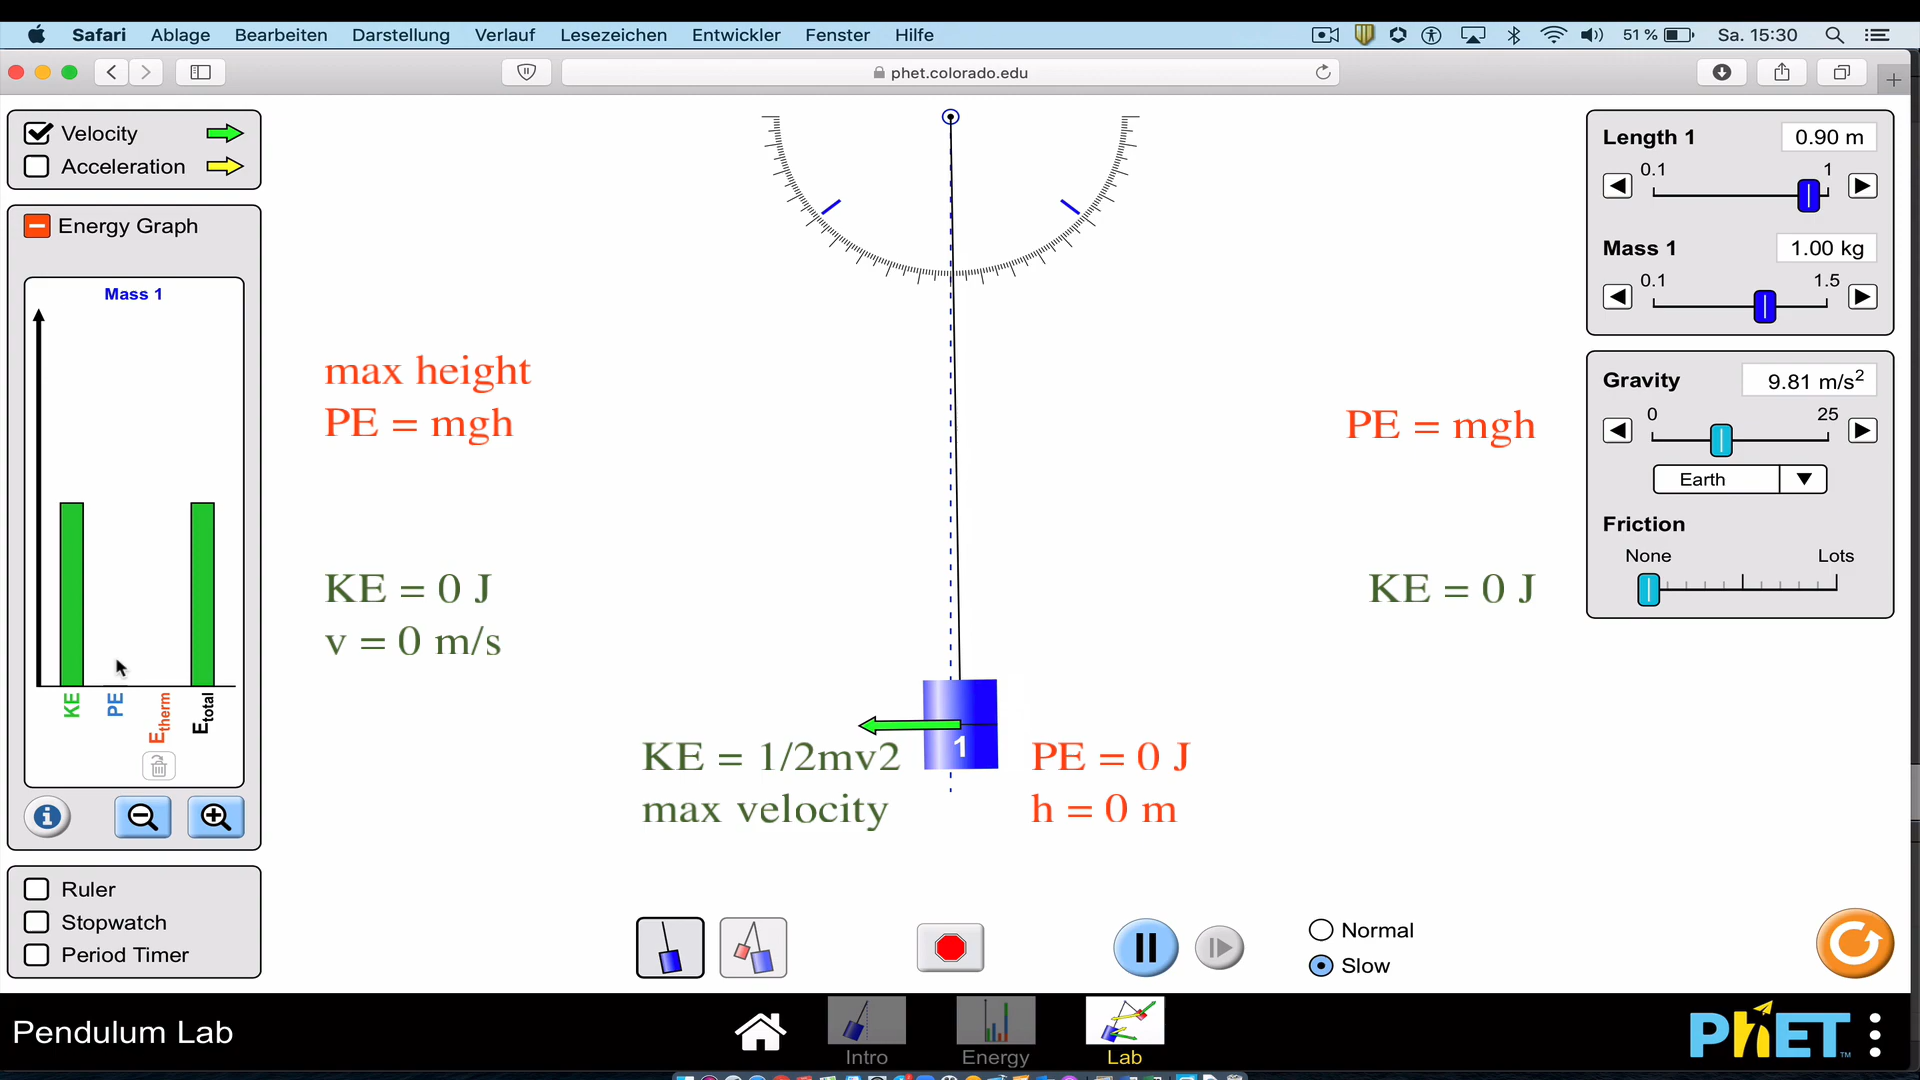 Safari Ablage Bearbeiten Darstellung Verlauf Lesezeichen Entwickler Fenster Hilfe 51 % Sa. 15:30
phet.colorado.edu
Velocity
Acceleration
Energy Graph
Mass 1
KE
PE
Etherm
Etotal
Ruler
Stopwatch
Period Timer
max height
PE = mgh
KE = 0 J
v = 0 m/s
1
KE = 1/2mv2
max velocity
PE = 0 J
h = 0 m
PE = mgh
KE = 0 J
Length 1 0.90 m
0.1 1
Mass 1 1.00 kg
0.1 1.5
Gravity 9.81 m/s²
0 25
Earth
Friction
None Lots
Normal
Slow
Pendulum Lab
Intro
Energy
Lab
PhET™